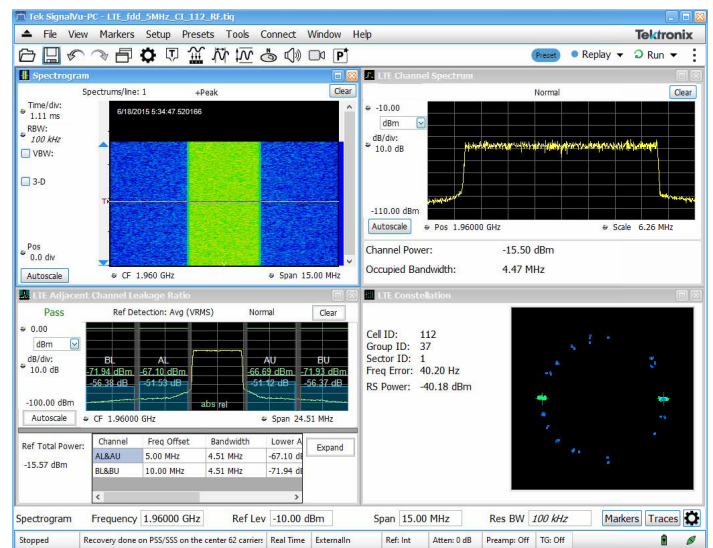 Tek SignalVu-PC - LTE_fdd_5MHz_CI_112_RF.tiq
File View Markers Setup Presets Tools Connect Window Help
Tektronix
Preset Replay Run
Spectrogram
Spectrums/line: 1 +Peak Clear
Time/div:
1.11 ms
RBW:
100 kHz
VBW:
3-D
Pos
0.0 div
Autoscale
6/18/2015 5:34:47.520166
T
CF 1.960 GHz Span 15.00 MHz
LTE Channel Spectrum
Normal Clear
-10.00
dBm
dB/div:
10.0 dB
-110.00 dBm
Autoscale Pos 1.96000 GHz Scale 6.26 MHz
Channel Power: -15.50 dBm
Occupied Bandwidth: 4.47 MHz
LTE Adjacent Channel Leakage Ratio
Pass Ref Detection: Avg (VRMS) Normal Clear
0.00
dBm
dB/div:
10.0 dB
-100.00 dBm
BL AL AU BU
-71.94 dBm -67.10 dBm -66.69 dBm -71.93 dBm
-56.38 dB -51.53 dB -51.12 dB -56.37 dB
abs rel
Autoscale CF 1.96000 GHz Span 24.51 MHz
Ref Total Power:
-15.57 dBm
Channel Freq Offset Bandwidth Lower A
AL&AU 5.00 MHz 4.51 MHz -67.10 dB
BL&BU 10.00 MHz 4.51 MHz -71.94 dB
Expand
LTE Constellation
Cell ID: 112
Group ID: 37
Sector ID: 1
Freq Error: 40.20 Hz
RS Power: -40.18 dBm
Spectrogram Frequency 1.96000 GHz Ref Lev -10.00 dBm Span 15.00 MHz Res BW 100 kHz Markers Traces
Stopped Recovery done on PSS/SSS on the center 62 carriers Real Time ExternalIn Ref: Int Atten: 0 dB Preamp: Off TG: Off